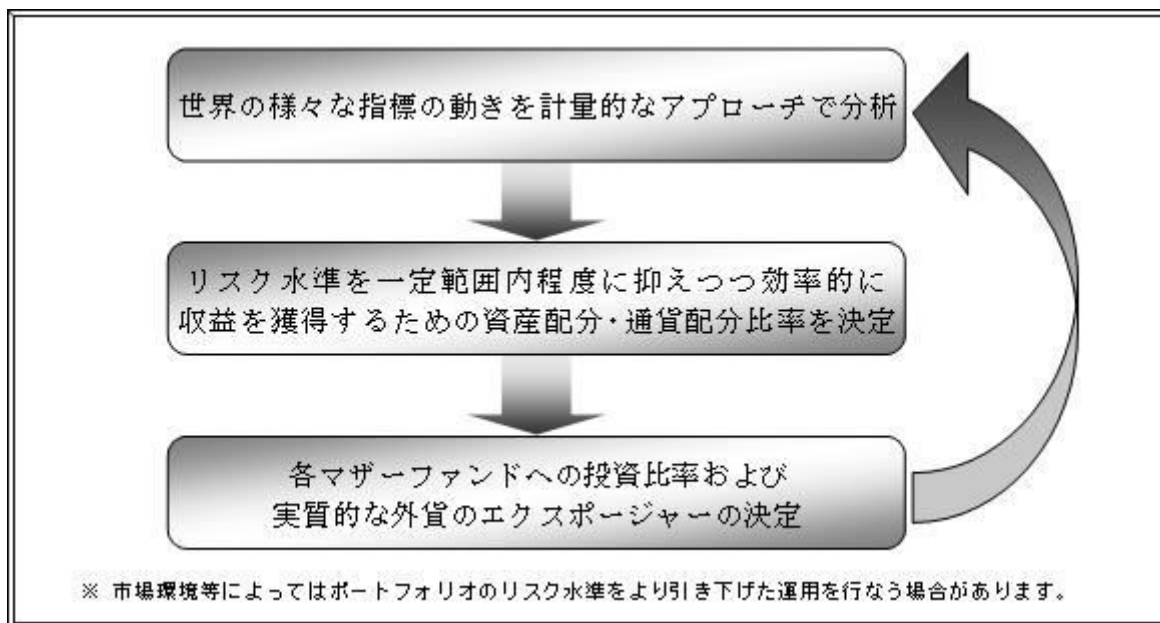 世界の様々な指標の動きを計量的なアプローチで分析
リスク水準を一定範囲内程度に抑えつつ効率的に
収益を獲得するための資産配分・通貨配分比率を決定
各マザーファンドへの投資比率および
実質的な外貨のエクスポージャーの決定
※ 市場環境等によってはポートフォリオのリスク水準をより引き下げた運用を行なう場合があります。